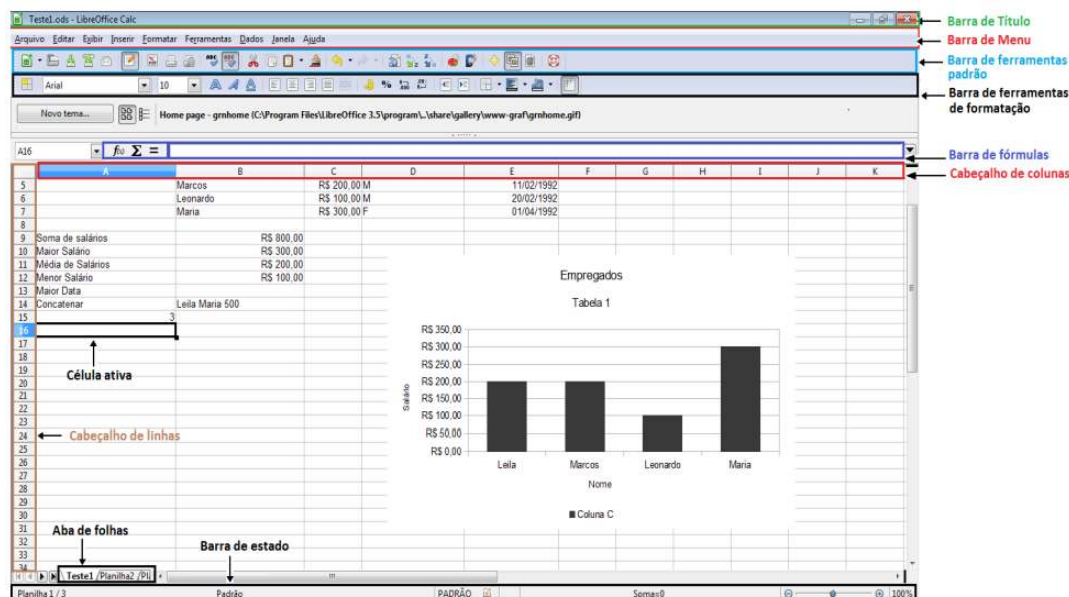 Teste1.ods - LibreOffice Calc
Barra de Título
Arquivo Editar Exibir Inserir Formatar Ferramentas Dados Janela Ajuda
Barra de Menu
Barra de ferramentas
padrão
Arial 10
Barra de ferramentas
de formatação
Novo tema... Home page - grnhome (C:\Program Files\LibreOffice 3.5\program\..\share\gallery\www-graf\grnhome.gif)
A16
Barra de fórmulas
A B C D E F G H I J K
Cabeçalho de colunas
5 Marcos R$ 200,00 M 11/02/1992
6 Leonardo R$ 100,00 M 20/02/1992
7 Maria R$ 300,00 F 01/04/1992
8
9 Soma de salários R$ 800,00
10 Maior Salário R$ 300,00
11 Média de Salários R$ 200,00
12 Menor Salário R$ 100,00
13 Maior Data
14 Concatenar Leila Maria 500
15 3
16
17
18
19
20
21
22
23
24
25
26
27
28
29
30
31
32
33
34
Célula ativa
Cabeçalho de linhas
Empregados
Tabela 1
R$ 350,00
R$ 300,00
R$ 250,00
R$ 200,00
R$ 150,00
R$ 100,00
R$ 50,00
R$ 0,00
Salário
Leila Marcos Leonardo Maria
Nome
Coluna C
Aba de folhas
Barra de estado
Teste1 Planilha2 Pl
Planilha 1 / 3 Padrão PADRÃO Soma=0 100%